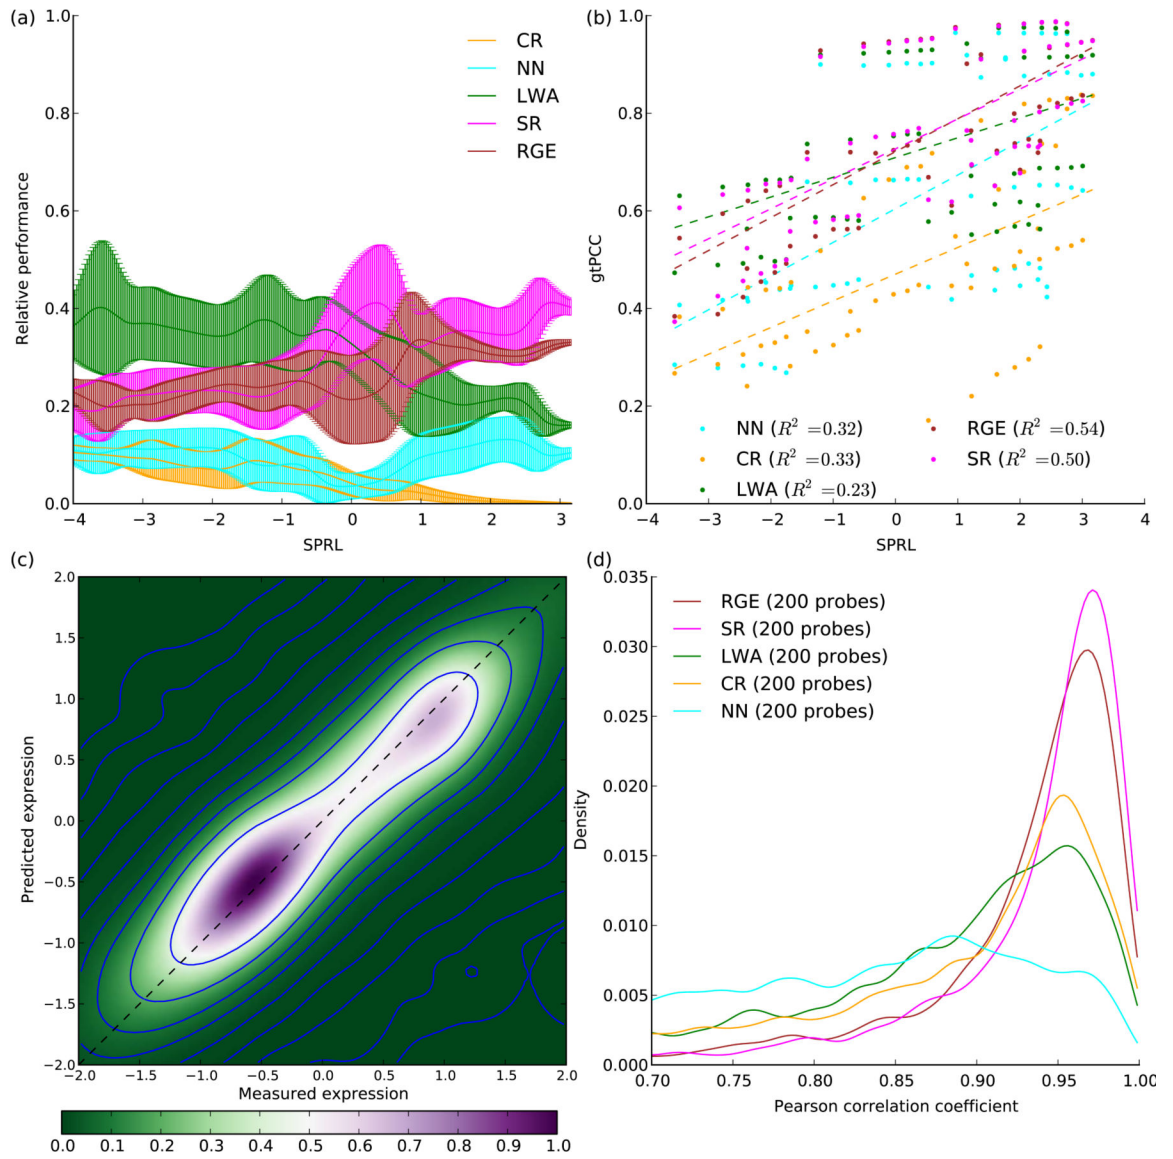 (a)
1.0
0.8
0.6
0.4
0.2
0.0
Relative performance
CR
NN
LWA
SR
RGE
−4 −3 −2 −1 0 1 2 3
SPRL
(b)
1.0
0.8
0.6
0.4
0.2
0.0
gtPCC
NN (R² =0.32)
CR (R² =0.33)
LWA (R² =0.23)
RGE (R² =0.54)
SR (R² =0.50)
−4 −3 −2 −1 0 1 2 3 4
SPRL
(c)
2.0
1.5
1.0
0.5
0.0
−0.5
−1.0
−1.5
−2.0
Predicted expression
−2.0 −1.5 −1.0 −0.5 0.0 0.5 1.0 1.5 2.0
Measured expression
0.0 0.1 0.2 0.3 0.4 0.5 0.6 0.7 0.8 0.9 1.0
(d)
0.035
0.030
0.025
0.020
0.015
0.010
0.005
0.000
Density
RGE (200 probes)
SR (200 probes)
LWA (200 probes)
CR (200 probes)
NN (200 probes)
0.70 0.75 0.80 0.85 0.90 0.95 1.00
Pearson correlation coefficient